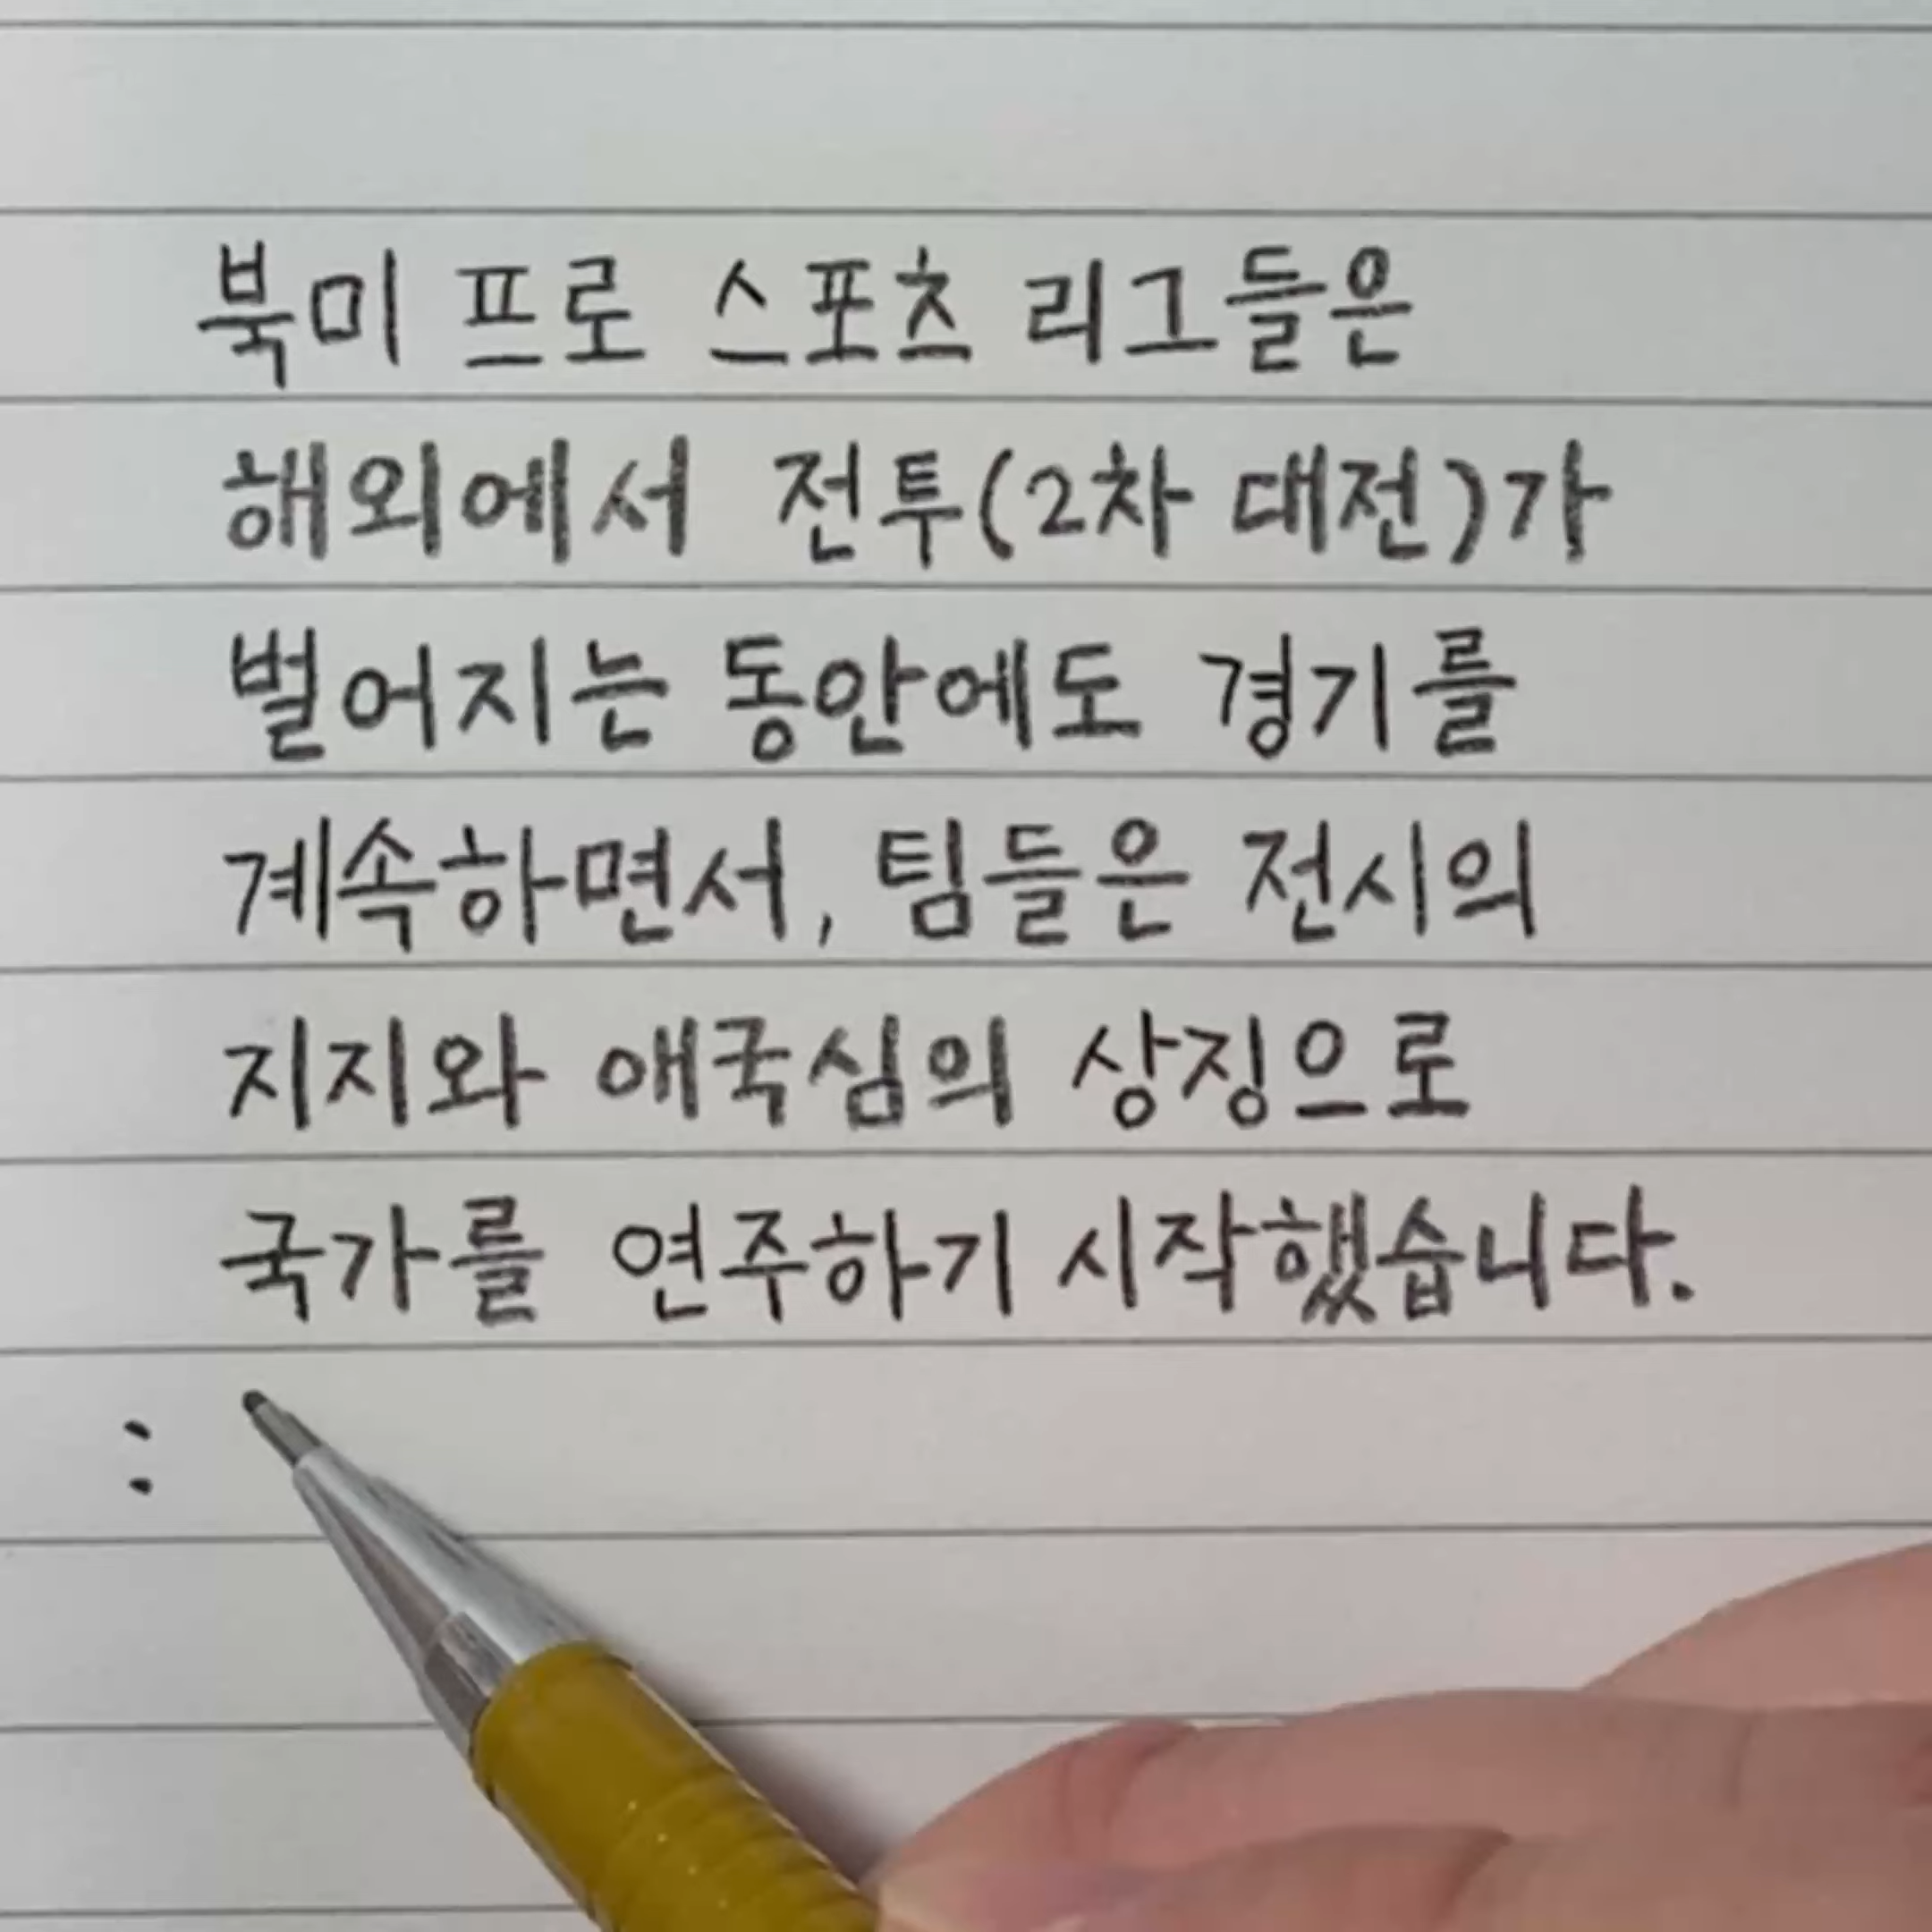 북미 프로 스포츠 리그들은
해외에서 전투(2차 대전)가
벌어지는 동안에도 경기를
계속하면서, 팀들은 전시의
지지와 애국심의 상징으로
국가를 연주하기 시작했습니다.
: